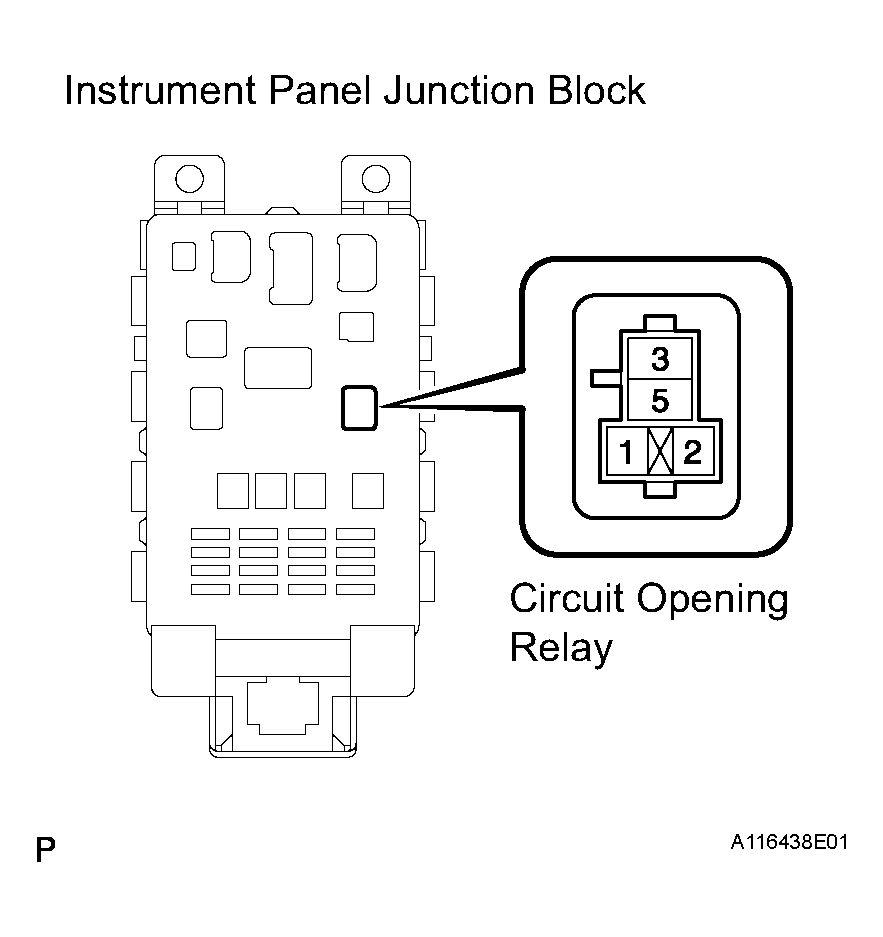 Instrument Panel Junction Block
3
5
1 2
Circuit Opening
Relay
P
A116438E01